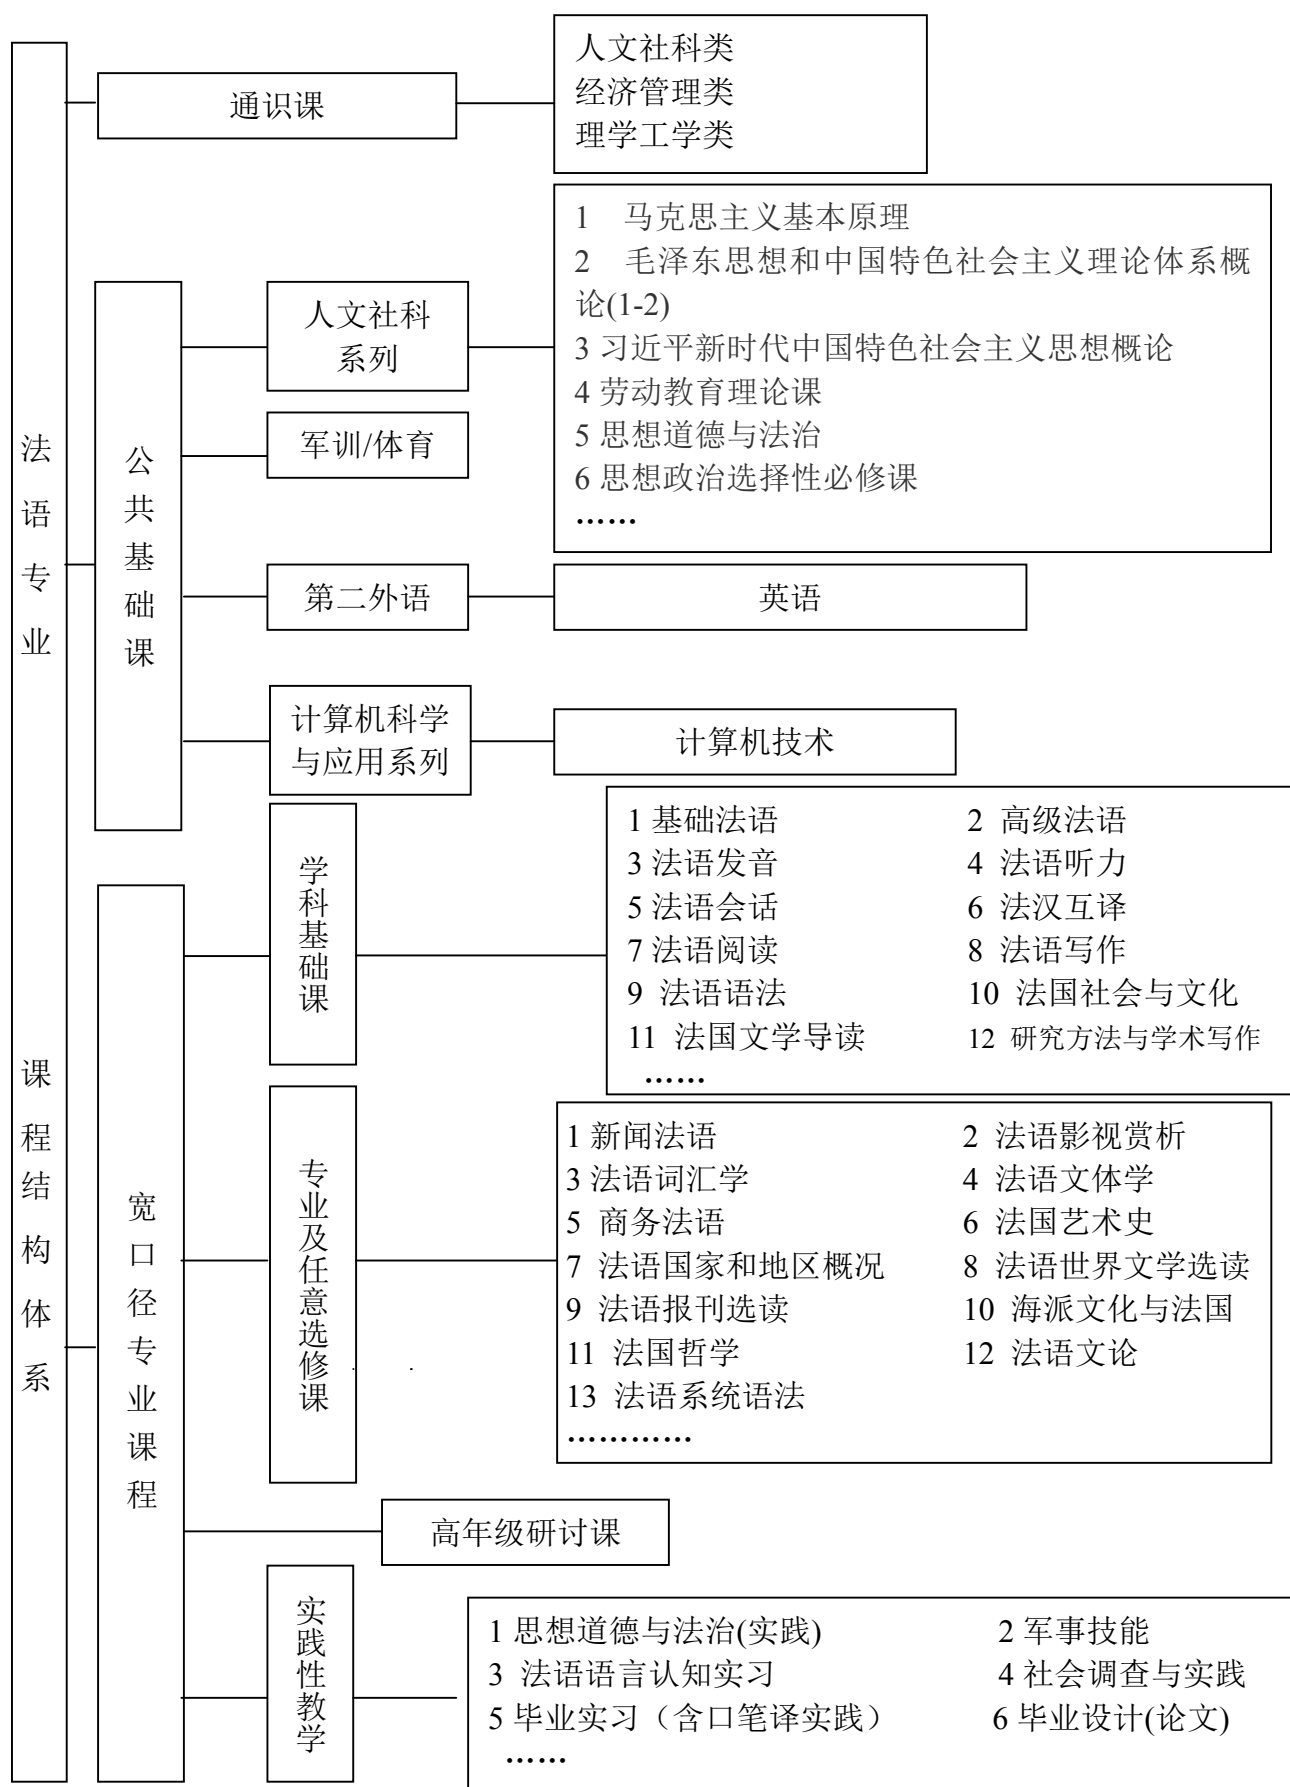 法语专业课程结构体系
通识课
人文社科类
经济管理类
理学工学类
公共基础课
人文社科
系列
1 马克思主义基本原理
2 毛泽东思想和中国特色社会主义理论体系概
论(1-2)
3 习近平新时代中国特色社会主义思想概论
4 劳动教育理论课
5 思想道德与法治
6 思想政治选择性必修课
……
军训/体育
第二外语
英语
计算机科学
与应用系列
计算机技术
宽口径专业课程
学科基础课
1 基础法语 2 高级法语
3 法语发音 4 法语听力
5 法语会话 6 法汉互译
7 法语阅读 8 法语写作
9 法语语法 10 法国社会与文化
11 法国文学导读 12 研究方法与学术写作
……
专业及任意选修课
1 新闻法语 2 法语影视赏析
3 法语词汇学 4 法语文体学
5 商务法语 6 法国艺术史
7 法语国家和地区概况 8 法语世界文学选读
9 法语报刊选读 10 海派文化与法国
11 法国哲学 12 法语文论
13 法语系统语法
…………
高年级研讨课
实践性教学
1 思想道德与法治(实践) 2 军事技能
3 法语语言认知实习 4 社会调查与实践
5 毕业实习（含口笔译实践） 6 毕业设计(论文)
……